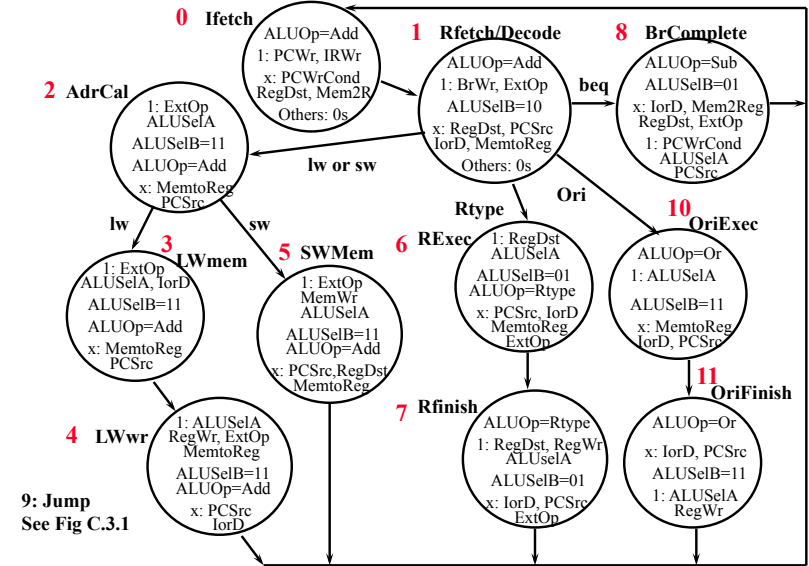 0 Ifetch
ALUOp=Add
1: PCWr, IRWr
x: PCWrCond
RegDst, Mem2R
Others: 0s
1 Rfetch/Decode
ALUOp=Add
1: BrWr, ExtOp
ALUSelB=10
x: RegDst, PCSrc
IorD, MemtoReg
Others: 0s
8 BrComplete
ALUOp=Sub
ALUSelB=01
x: IorD, Mem2Reg
RegDst, ExtOp
1: PCWrCond
ALUSelA
PCSrc
beq
2 AdrCal
1: ExtOp
ALUSelA
ALUSelB=11
ALUOp=Add
x: MemtoReg
PCSrc
lw or sw
Ori
Rtype
lw
sw
3 LWmem
1: ExtOp
ALUSelA, IorD
ALUSelB=11
ALUOp=Add
x: MemtoReg
PCSrc
5 SWMem
1: ExtOp
MemWr
ALUSelA
ALUSelB=11
ALUOp=Add
x: PCSrc,RegDst
MemtoReg
6 RExec
1: RegDst
ALUSelA
ALUSelB=01
ALUOp=Rtype
x: PCSrc, IorD
MemtoReg
ExtOp
10 OriExec
ALUOp=Or
1: ALUSelA
ALUSelB=11
x: MemtoReg
IorD, PCSrc
4 LWwr
1: ALUSelA
RegWr, ExtOp
MemtoReg
ALUSelB=11
ALUOp=Add
x: PCSrc
IorD
7 Rfinish
ALUOp=Rtype
1: RegDst, RegWr
ALUselA
ALUSelB=01
x: IorD, PCSrc
ExtOp
11 OriFinish
ALUOp=Or
x: IorD, PCSrc
ALUSelB=11
1: ALUSelA
RegWr
9: Jump
See Fig C.3.1